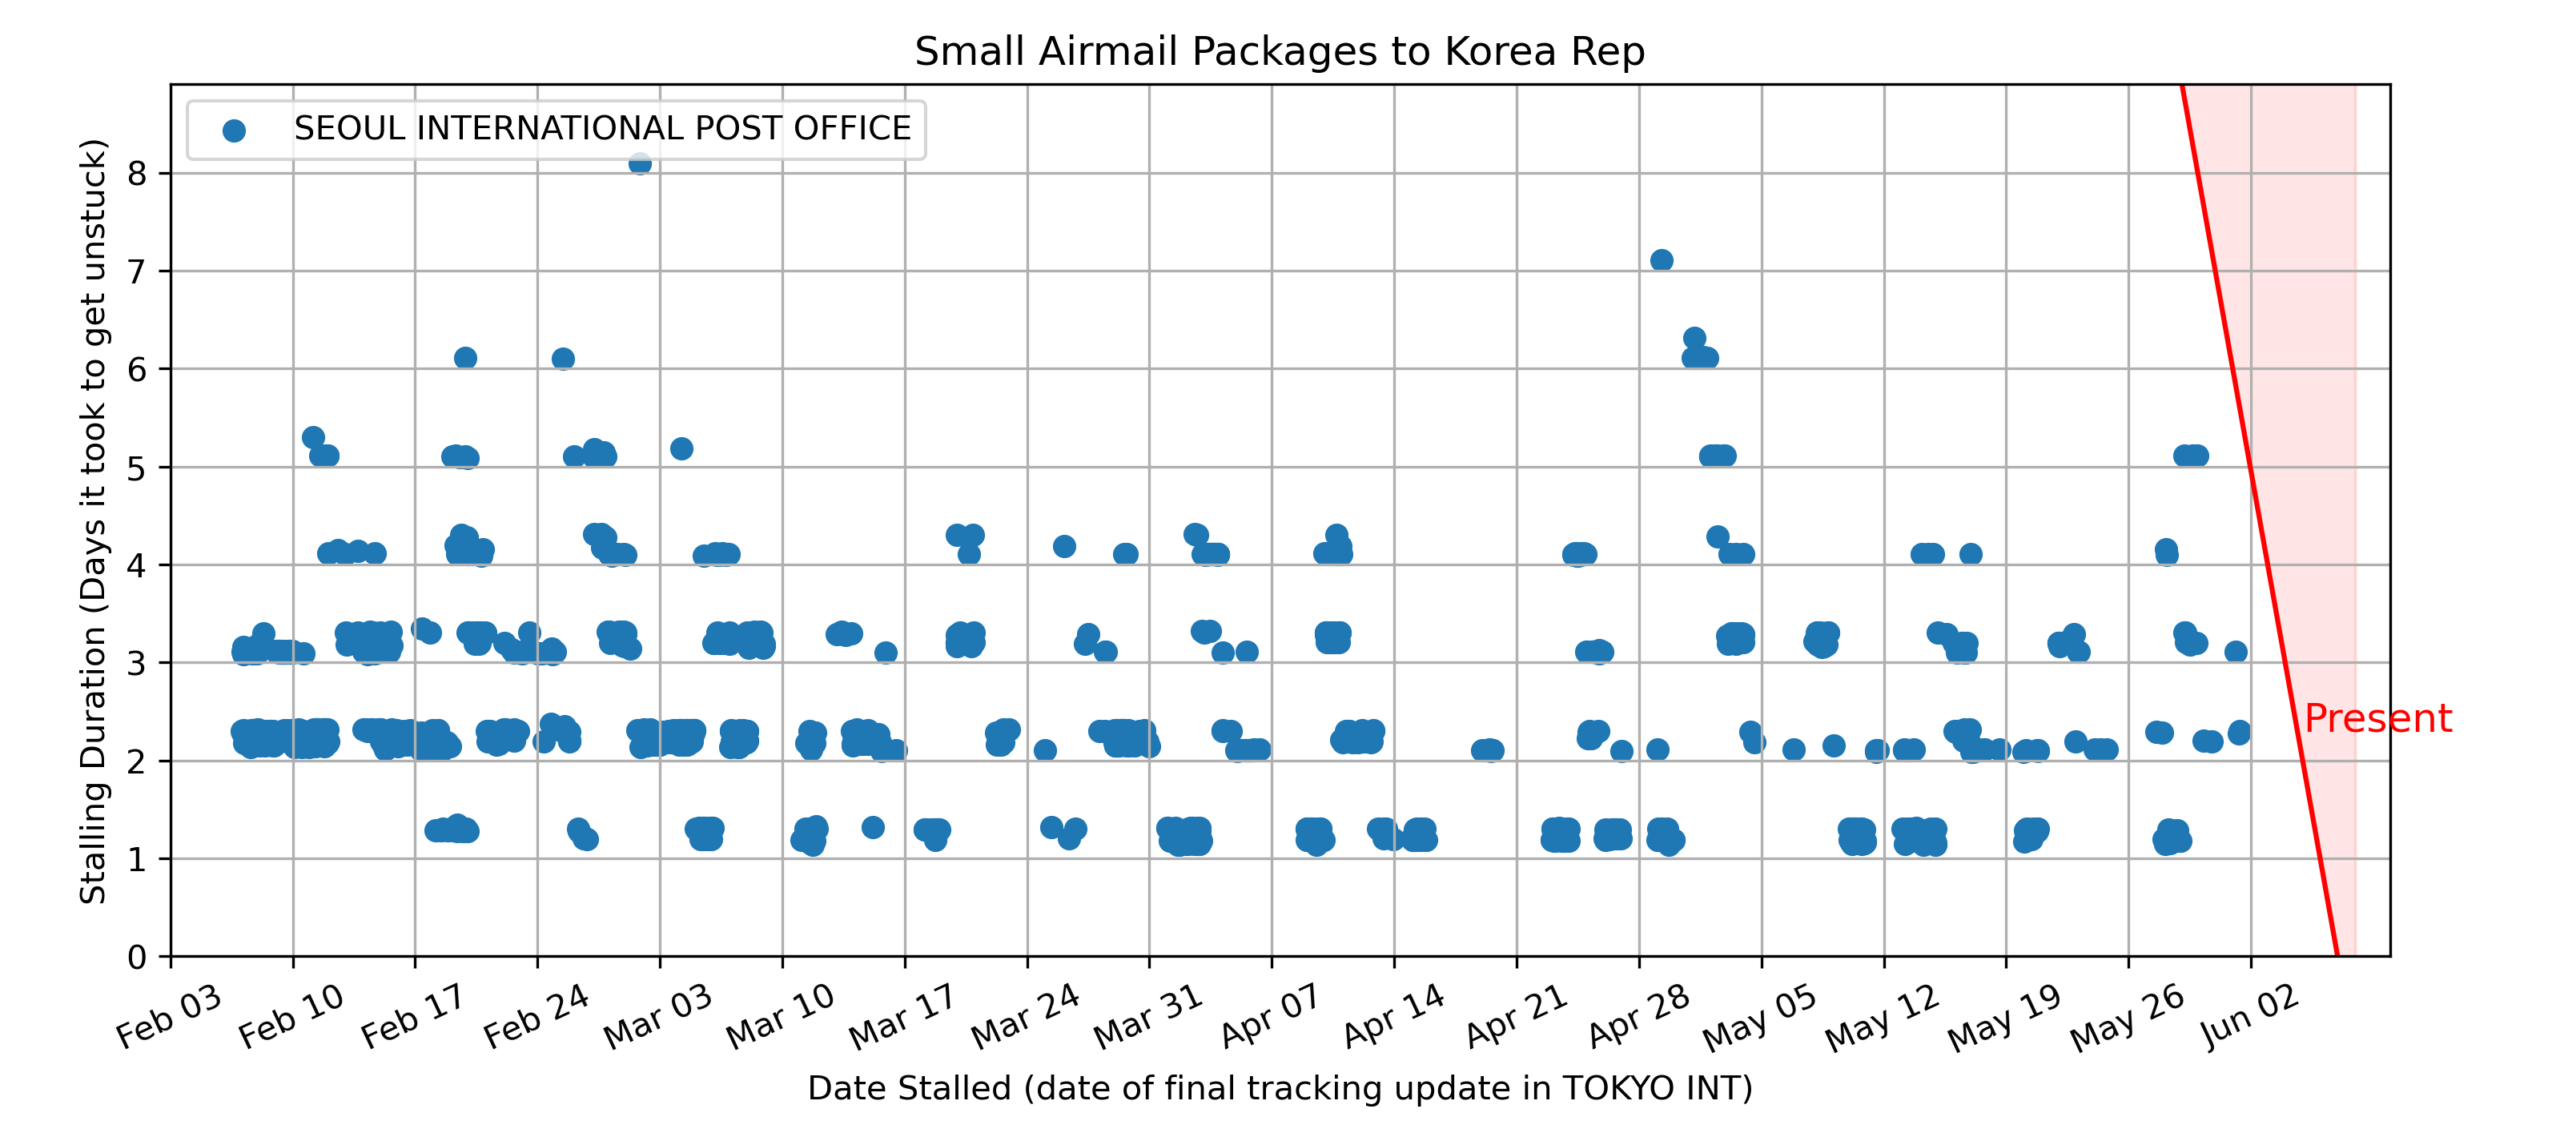 Small Airmail Packages to Korea Rep
SEOUL INTERNATIONAL POST OFFICE
Stalling Duration (Days it took to get unstuck)
8
7
6
5
4
3
2
1
0
Present
Feb 03
Feb 10
Feb 17
Feb 24
Mar 03
Mar 10
Mar 17
Mar 24
Mar 31
Apr 07
Apr 14
Apr 21
Apr 28
May 05
May 12
May 19
May 26
Jun 02
Date Stalled (date of final tracking update in TOKYO INT)